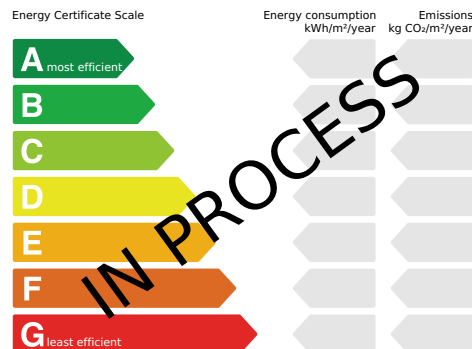 Energy Certificate Scale
Energy consumption
kWh/m²/year
Emissions
kg CO₂/m²/year
A most efficient
B
C
D
E
F
G least efficient
IN PROCESS